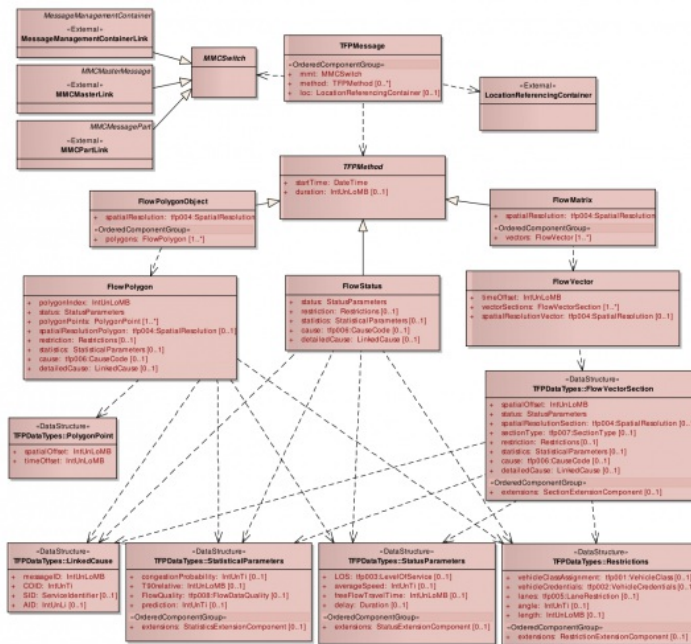 MessageManagementContainer
«External»
MessageManagementContainerLink
MMCMasterMessage
«External»
MMCMasterLink
MMCMessagePart
«External»
MMCPartLink
MMCSwitch
TFPMessage
«OrderedComponentGroup»
+ mmt: MMCSwitch
+ method: TFPMethod [0..*]
+ loc: LocationReferencingContainer [0..1]
«External»
LocationReferencingContainer
TFPMethod
+ startTime: DateTime
+ duration: IntUnLoMB [0..1]
FlowPolygonObject
+ spatialResolution: tfp004:SpatialResolution
«OrderedComponentGroup»
+ polygons: FlowPolygon [1..*]
FlowMatrix
+ spatialResolution: tfp004:SpatialResolution
«OrderedComponentGroup»
+ vectors: FlowVector [1..*]
FlowPolygon
+ polygonIndex: IntUnLoMB
+ status: StatusParameters
+ polygonPoints: PolygonPoint [1..*]
+ spatialResolutionPolygon: tfp004:SpatialResolution [0..1]
+ restriction: Restrictions [0..1]
+ statistics: StatisticalParameters [0..1]
+ cause: tfp006:CauseCode [0..1]
+ detailedCause: LinkedCause [0..1]
FlowStatus
+ status: StatusParameters
+ restriction: Restrictions [0..1]
+ statistics: StatisticalParameters [0..1]
+ cause: tfp006:CauseCode [0..1]
+ detailedCause: LinkedCause [0..1]
FlowVector
+ timeOffset: IntUnLoMB
+ vectorSections: FlowVectorSection [1..*]
+ spatialResolutionVector: tfp004:SpatialResolution [0..1]
«DataStructure»
TFPDataTypes::FlowVectorSection
+ spatialOffset: IntUnLoMB
+ status: StatusParameters
+ spatialResolutionSection: tfp004:SpatialResolution [0..
+ sectionType: tfp007:SectionType [0..1]
+ restriction: Restrictions [0..1]
+ statistics: StatisticalParameters [0..1]
+ cause: tfp006:CauseCode [0..1]
+ detailedCause: LinkedCause [0..1]
«OrderedComponentGroup»
+ extensions: SectionExtensionComponent [0..1]
«DataStructure»
TFPDataTypes::PolygonPoint
+ spatialOffset: IntUnLoMB
+ timeOffset: IntUnLoMB
«DataStructure»
TFPDataTypes::LinkedCause
+ messageID: IntUnLoMB
+ COID: IntUnTi
+ SID: ServiceIdentifier [0..1]
+ AID: IntUnLi [0..1]
«DataStructure»
TFPDataTypes::StatisticalParameters
+ congestionProbability: IntUnTi [0..1]
+ T90relative: IntUnLoMB [0..1]
+ FlowQuality: tfp008:FlowDataQuality [0..1]
+ prediction: IntUnTi [0..1]
«OrderedComponentGroup»
+ extensions: StatisticsExtensionComponent [0..1]
«DataStructure»
TFPDataTypes::StatusParameters
+ LOS: tfp003:LevelOfService [0..1]
+ averageSpeed: IntUnTi [0..1]
+ freeFlowTravelTime: IntUnLoMB [0..1]
+ delay: Duration [0..1]
«OrderedComponentGroup»
+ extensions: StatusExtensionComponent [0..1]
«DataStructure»
TFPDataTypes::Restrictions
+ vehicleClassAssignment: tfp001:VehicleClass [0..1]
+ vehicleCredentials: tfp002:VehicleCredentials [0..1]
+ lanes: tfp005:LaneRestriction [0..1]
+ angle: IntUnTi [0..1]
+ length: IntUnLoMB [0..1]
«OrderedComponentGroup»
+ extensions: RestrictionExtensionComponent [0..1]